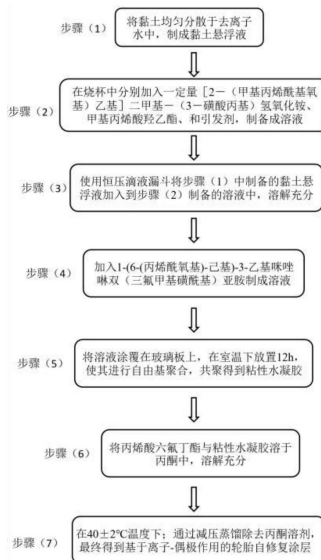 步骤（1）
将黏土均匀分散于去离子
水中，制成黏土悬浮液
步骤（2）
在烧杯中分别加入一定量［2－（甲基丙烯酰基氧
基）乙基］二甲基－（3－磺酸丙基）氢氧化铵、
甲基丙烯酸羟乙酯、和引发剂，制备成溶液
步骤（3）
使用恒压滴液漏斗将步骤（1）中制备的黏土悬
浮液加入到步骤（2）制备的溶液中，溶解充分
步骤（4）
加入1-(6-(丙烯酰氧基)-己基)-3-乙基咪唑
啉双（三氟甲基磺酰基）亚胺制成溶液
步骤（5）
将溶液涂覆在玻璃板上，在室温下放置12h，
使其进行自由基聚合，共聚得到粘性水凝胶
步骤（6）
将丙烯酸六氟丁酯与粘性水凝胶溶于
丙酮中，溶解充分
步骤（7）
在40±2℃温度下；通过减压蒸馏除去丙酮溶剂，
最终得到基于离子-偶极作用的轮胎自修复涂层